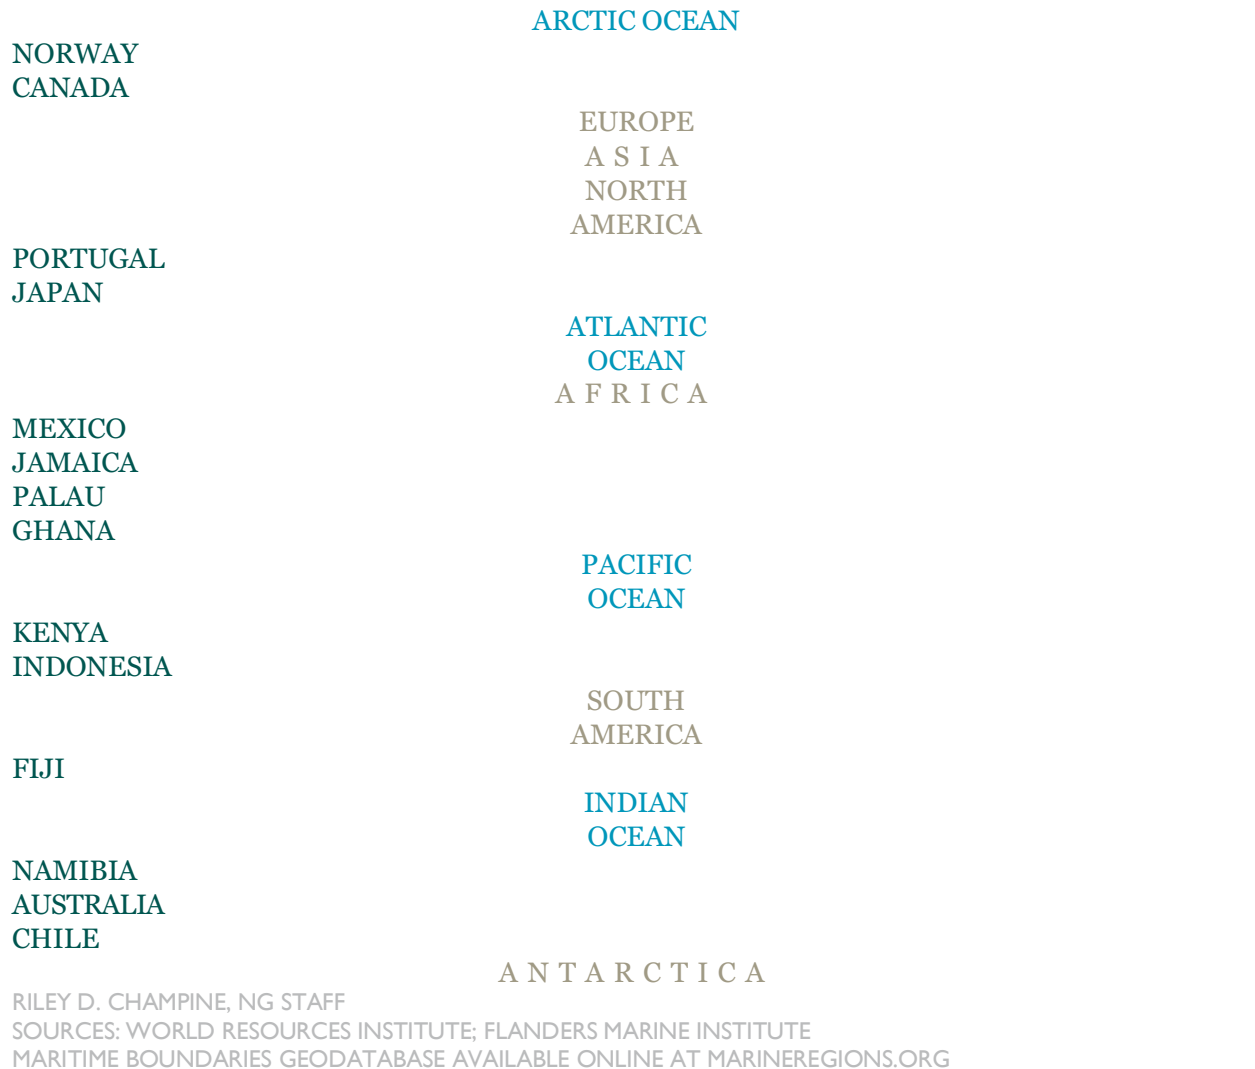 ARCTIC OCEAN
NORWAY
CANADA
EUROPE
A S I A
NORTH
AMERICA
PORTUGAL
JAPAN
ATLANTIC
OCEAN
A F R I C A
MEXICO
JAMAICA
PALAU
GHANA
PACIFIC
OCEAN
KENYA
INDONESIA
SOUTH
AMERICA
FIJI
INDIAN
OCEAN
NAMIBIA
AUSTRALIA
CHILE
A N T A R C T I C A
RILEY D. CHAMPINE, NG STAFF
SOURCES: WORLD RESOURCES INSTITUTE; FLANDERS MARINE INSTITUTE
MARITIME BOUNDARIES GEODATABASE AVAILABLE ONLINE AT MARINEREGIONS.ORG